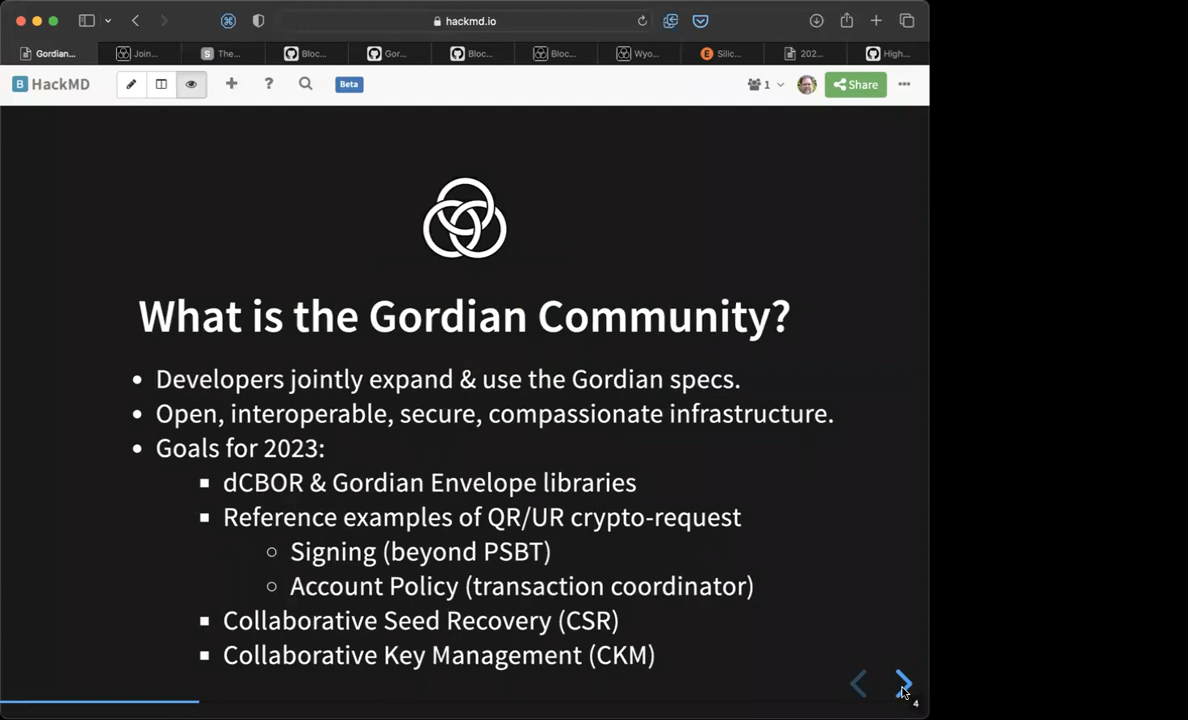 hackmd.io
Gordian...
Join...
The...
Bloc...
Gor...
Bloc...
Bloc...
Wyo...
Silic...
202...
High...
HackMD
Beta
1
Share
What is the Gordian Community?
Developers jointly expand & use the Gordian specs.
Open, interoperable, secure, compassionate infrastructure.
Goals for 2023:
dCBOR & Gordian Envelope libraries
Reference examples of QR/UR crypto-request
Signing (beyond PSBT)
Account Policy (transaction coordinator)
Collaborative Seed Recovery (CSR)
Collaborative Key Management (CKM)
4